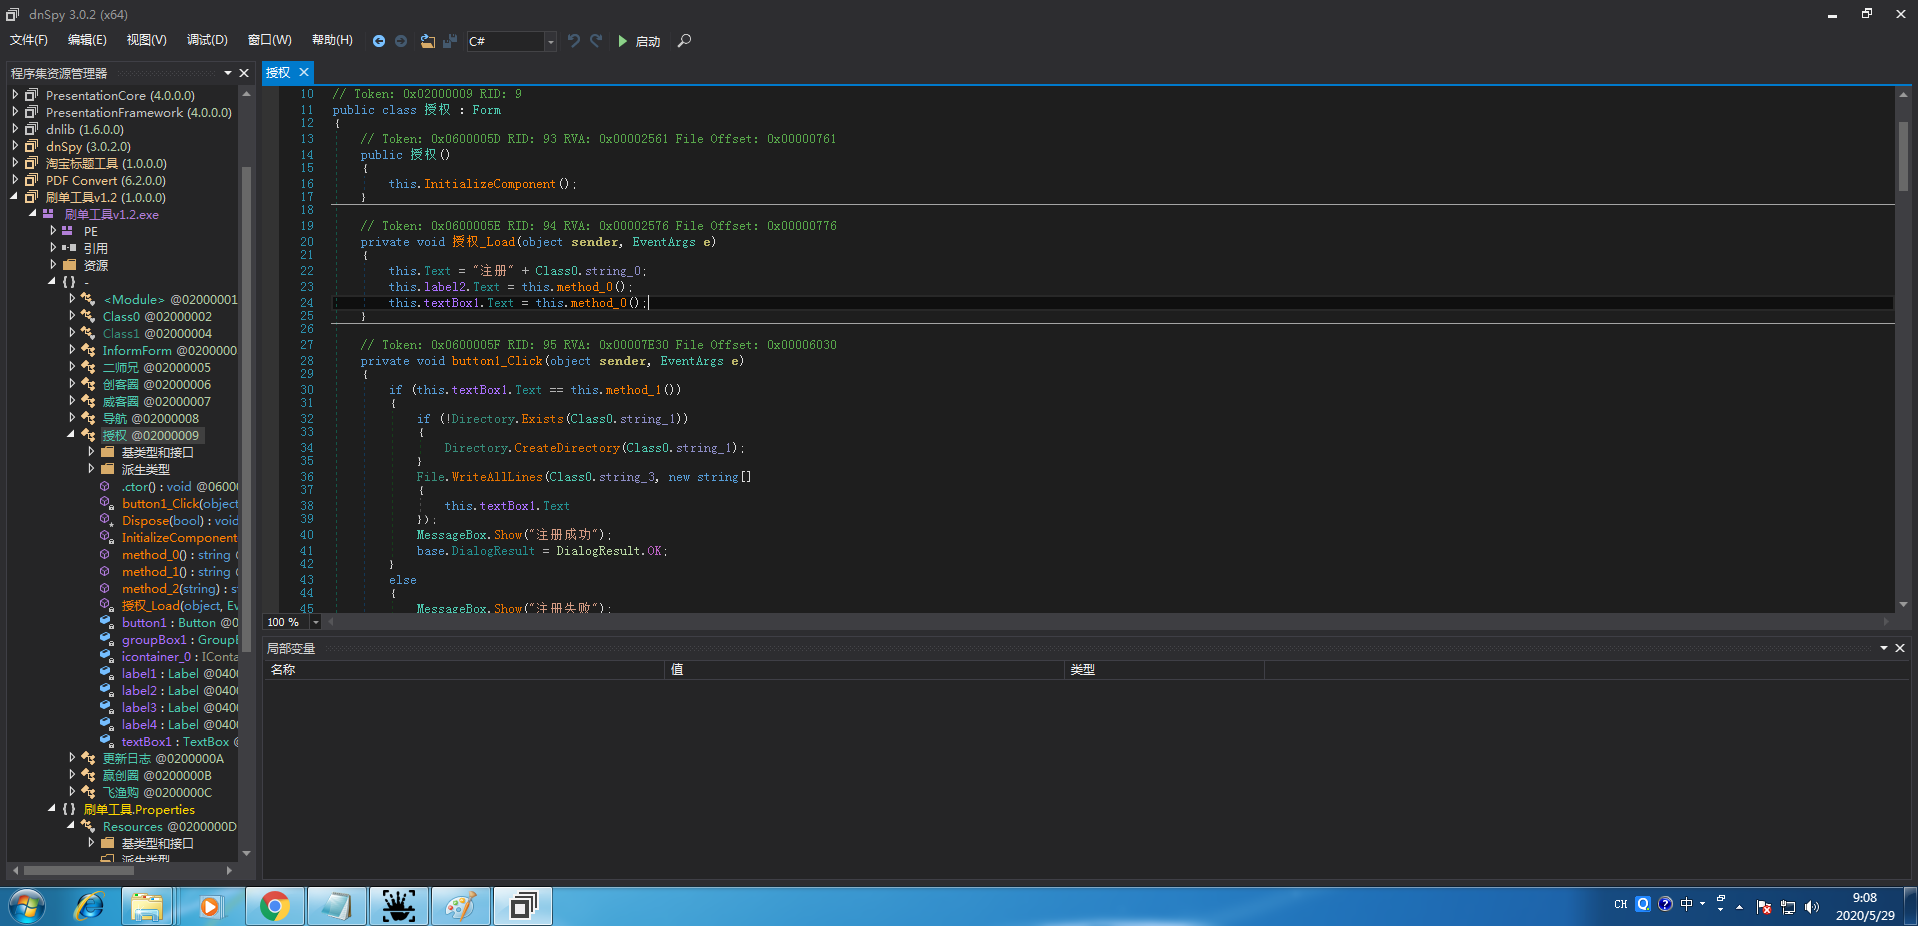 dnSpy 3.0.2 (x64)
文件(F) 编辑(E) 视图(V) 调试(D) 窗口(W) 帮助(H) C# 启动
程序集资源管理器
PresentationCore (4.0.0.0)
PresentationFramework (4.0.0.0)
dnlib (1.6.0.0)
dnSpy (3.0.2.0)
淘宝标题工具 (1.0.0.0)
PDF Convert (6.2.0.0)
刷单工具v1.2 (1.0.0.0)
刷单工具v1.2.exe
PE
引用
资源
{ } -
<Module> @02000001
Class0 @02000002
Class1 @02000004
InformForm @0200000
二师兄 @02000005
创客圈 @02000006
威客圈 @02000007
导航 @02000008
授权 @02000009
基类型和接口
派生类型
.ctor() : void @0600
button1_Click(object
Dispose(bool) : void
InitializeComponent
method_0() : string
method_1() : string
method_2(string) : s
授权_Load(object, Ev
button1 : Button @0
groupBox1 : Group
icontainer_0 : IConta
label1 : Label @040
label2 : Label @040
label3 : Label @040
label4 : Label @040
textBox1 : TextBox
更新日志 @0200000A
赢创圈 @0200000B
飞渔购 @0200000C
{ } 刷单工具.Properties
Resources @0200000D
基类型和接口
派生类型
授权
10 // Token: 0x02000009 RID: 9
11 public class 授权 : Form
12 {
13 // Token: 0x0600005D RID: 93 RVA: 0x00002561 File Offset: 0x00000761
14 public 授权()
15 {
16 this.InitializeComponent();
17 }
18
19 // Token: 0x0600005E RID: 94 RVA: 0x00002576 File Offset: 0x00000776
20 private void 授权_Load(object sender, EventArgs e)
21 {
22 this.Text = "注册" + Class0.string_0;
23 this.label2.Text = this.method_0();
24 this.textBox1.Text = this.method_0();
25 }
26
27 // Token: 0x0600005F RID: 95 RVA: 0x00007E30 File Offset: 0x00006030
28 private void button1_Click(object sender, EventArgs e)
29 {
30 if (this.textBox1.Text == this.method_1())
31 {
32 if (!Directory.Exists(Class0.string_1))
33 {
34 Directory.CreateDirectory(Class0.string_1);
35 }
36 File.WriteAllLines(Class0.string_3, new string[]
37 {
38 this.textBox1.Text
39 });
40 MessageBox.Show("注册成功");
41 base.DialogResult = DialogResult.OK;
42 }
43 else
44 {
45 MessageBox.Show("注册失败");
100 %
局部变量
名称 值 类型
CH 中
9:08
2020/5/29